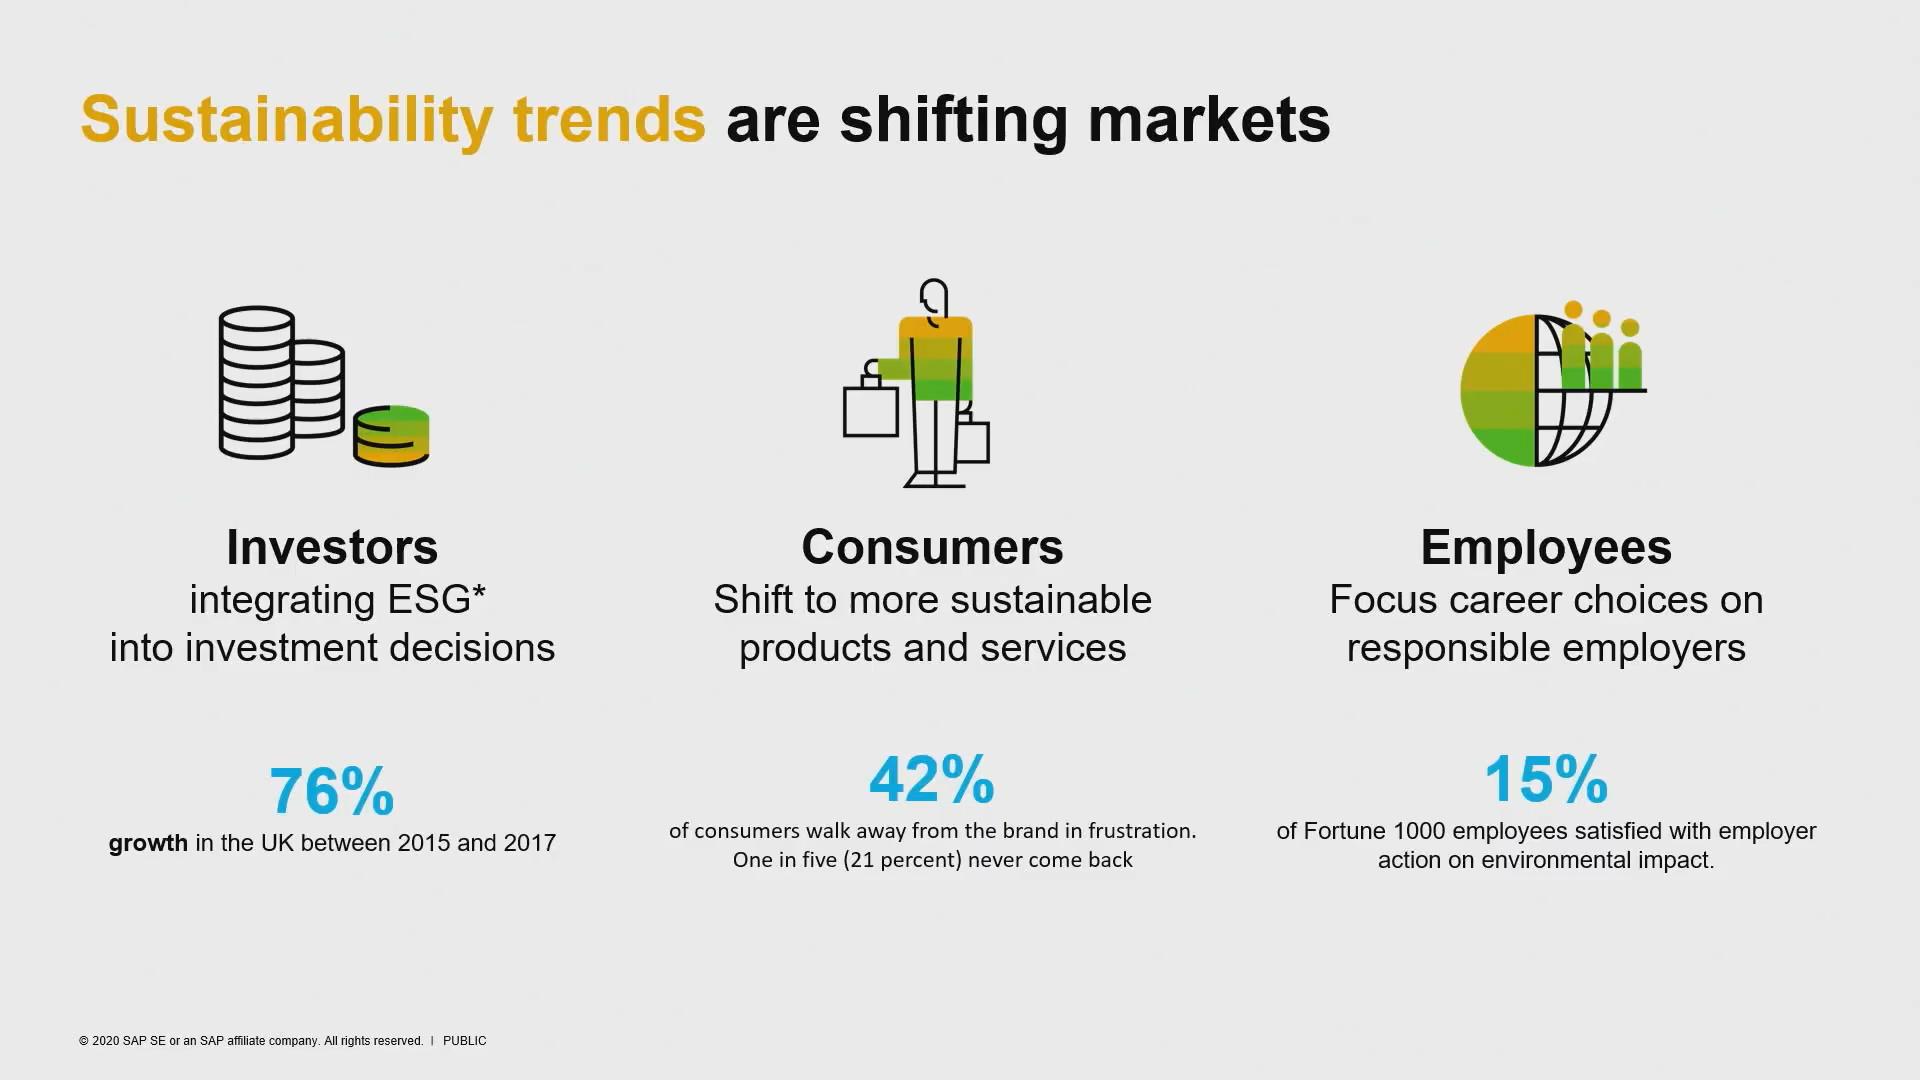 Sustainability trends are shifting markets
Investors
integrating ESG*
into investment decisions
76%
growth in the UK between 2015 and 2017
Consumers
Shift to more sustainable
products and services
42%
of consumers walk away from the brand in frustration.
One in five (21 percent) never come back
Employees
Focus career choices on
responsible employers
15%
of Fortune 1000 employees satisfied with employer
action on environmental impact.
© 2020 SAP SE or an SAP affiliate company. All rights reserved. | PUBLIC